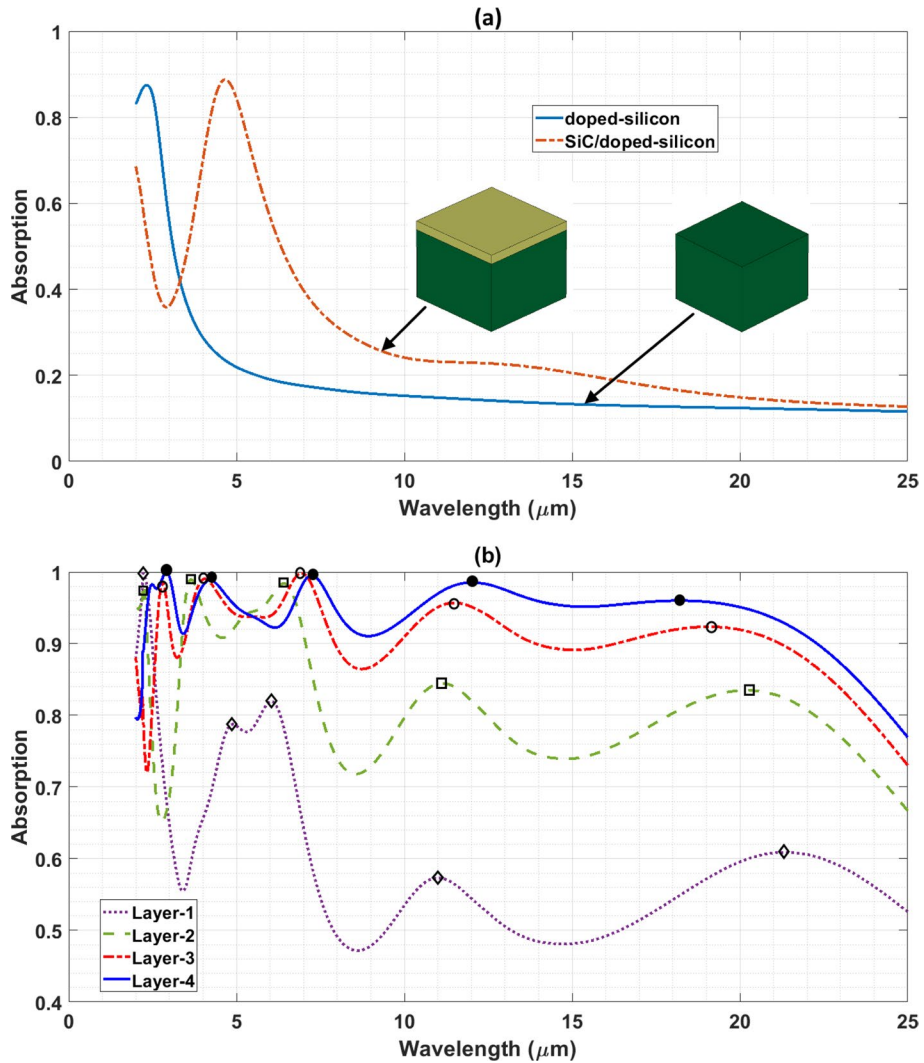 (a)
1
0.8
0.6
0.4
0.2
0
Absorption
doped-silicon
SiC/doped-silicon
0 5 10 15 20 25
Wavelength (μm)
(b)
1
0.9
0.8
0.7
0.6
0.5
0.4
Absorption
Layer-1
Layer-2
Layer-3
Layer-4
0 5 10 15 20 25
Wavelength (μm)